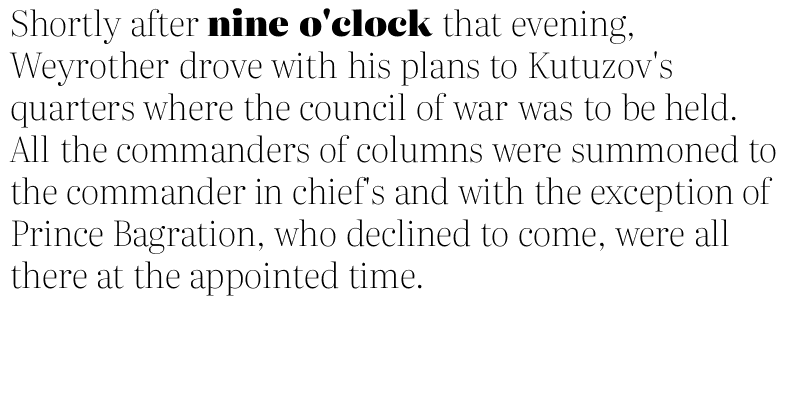 Shortly after nine o'clock that evening,
Weyrother drove with his plans to Kutuzov's
quarters where the council of war was to be held.
All the commanders of columns were summoned to
the commander in chief's and with the exception of
Prince Bagration, who declined to come, were all
there at the appointed time.